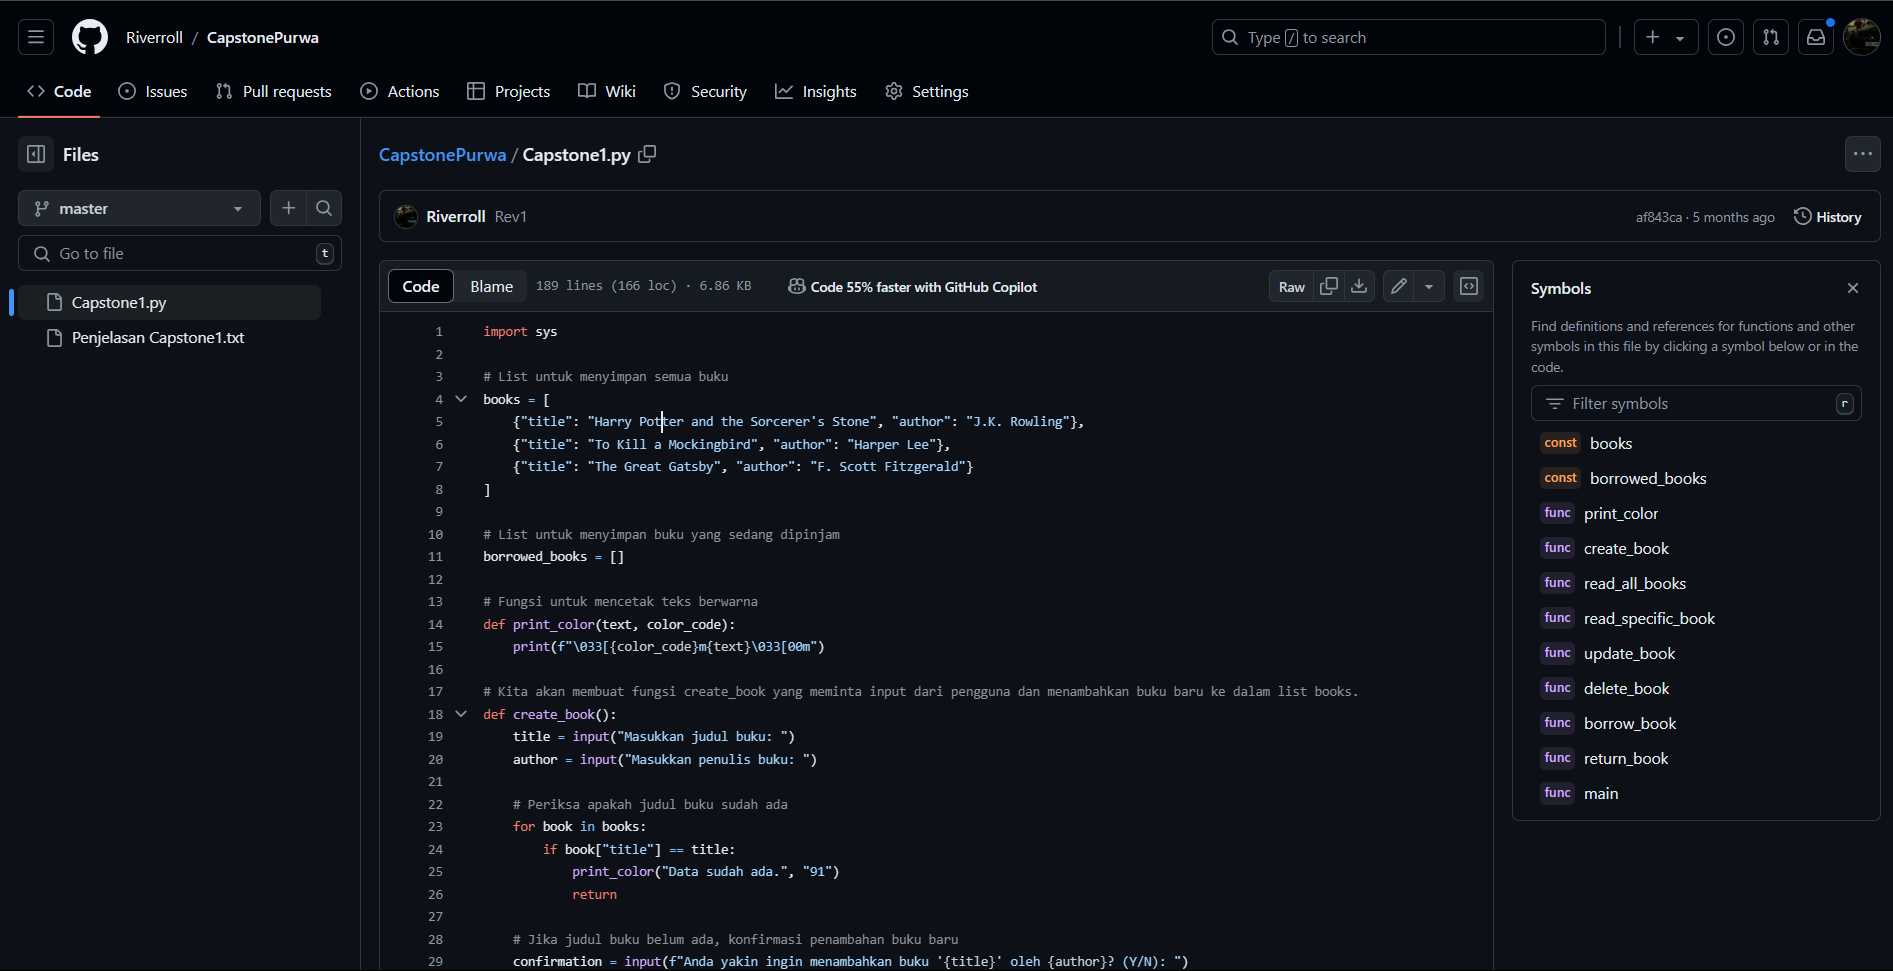 Riverroll / CapstonePurwa
Type / to search
Code Issues Pull requests Actions Projects Wiki Security Insights Settings
Files
master
Go to file t
Capstone1.py
Penjelasan Capstone1.txt
CapstonePurwa / Capstone1.py
Riverroll Rev1 af843ca · 5 months ago History
Code Blame 189 lines (166 loc) · 6.86 KB Code 55% faster with GitHub Copilot Raw
1 import sys
2
3 # List untuk menyimpan semua buku
4 books = [
5 {"title": "Harry Potter and the Sorcerer's Stone", "author": "J.K. Rowling"},
6 {"title": "To Kill a Mockingbird", "author": "Harper Lee"},
7 {"title": "The Great Gatsby", "author": "F. Scott Fitzgerald"}
8 ]
9
10 # List untuk menyimpan buku yang sedang dipinjam
11 borrowed_books = []
12
13 # Fungsi untuk mencetak teks berwarna
14 def print_color(text, color_code):
15 print(f"\033[{color_code}m{text}\033[00m")
16
17 # Kita akan membuat fungsi create_book yang meminta input dari pengguna dan menambahkan buku baru ke dalam list books.
18 def create_book():
19 title = input("Masukkan judul buku: ")
20 author = input("Masukkan penulis buku: ")
21
22 # Periksa apakah judul buku sudah ada
23 for book in books:
24 if book["title"] == title:
25 print_color("Data sudah ada.", "91")
26 return
27
28 # Jika judul buku belum ada, konfirmasi penambahan buku baru
29 confirmation = input(f"Anda yakin ingin menambahkan buku '{title}' oleh {author}? (Y/N): ")
Symbols
Find definitions and references for functions and other
symbols in this file by clicking a symbol below or in the
code.
Filter symbols r
const books
const borrowed_books
func print_color
func create_book
func read_all_books
func read_specific_book
func update_book
func delete_book
func borrow_book
func return_book
func main